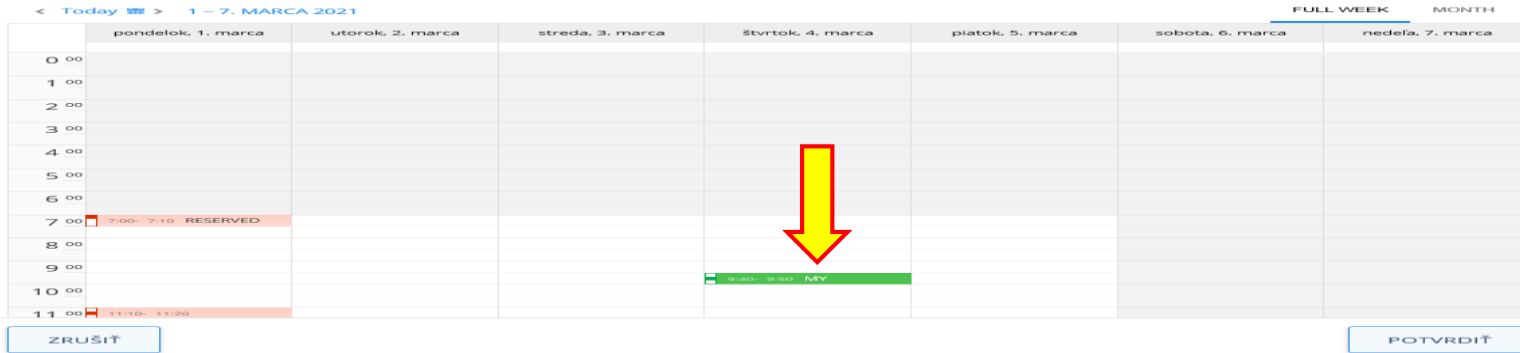 < Today > 1 – 7. MARCA 2021 FULL WEEK MONTH
pondelok, 1. marca utorok, 2. marca streda, 3. marca štvrtok, 4. marca piatok, 5. marca sobota, 6. marca nedeľa, 7. marca
0 00
1 00
2 00
3 00
4 00
5 00
6 00
7 00 7:00- 7:10 RESERVED
8 00
9 00
9:40- 9:50 MY
10 00
11 00 11:10- 11:20
ZRUŠIŤ POTVRDIŤ